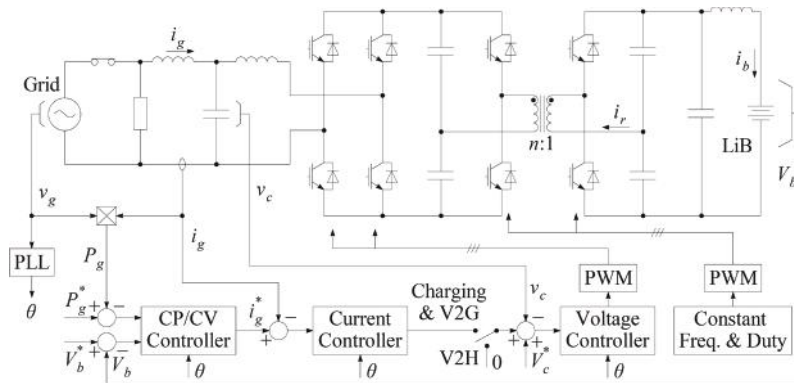 i_g
Grid
i_b
i_r
n:1
LiB
v_g
v_c
P_g
i_g
PLL
θ
PWM
PWM
P_g^*
+
−
CP/CV
Controller
i_g^*
−
+
Current
Controller
Charging
& V2G
V2H
0
v_c
−
+
+
V_c^*
Voltage
Controller
Constant
Freq. & Duty
V_b^*
+
−
V_b
θ
θ
θ